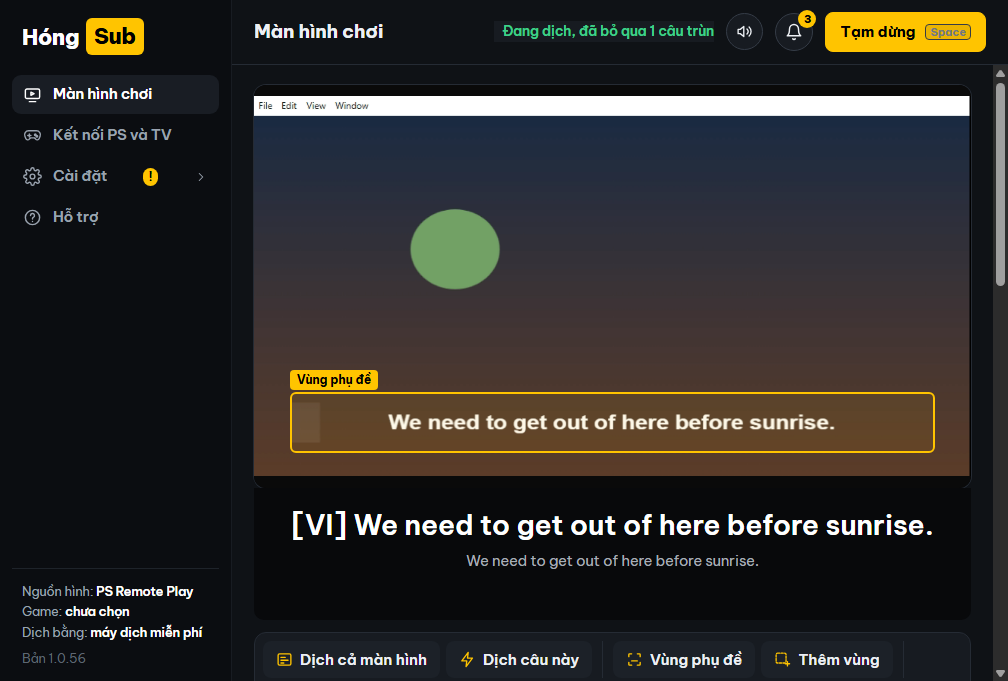 Hóng Sub
Màn hình chơi
Kết nối PS và TV
Cài đặt !
Hỗ trợ
Nguồn hình: PS Remote Play
Game: chưa chọn
Dịch bằng: máy dịch miễn phí
Bản 1.0.56
Màn hình chơi
Đang dịch, đã bỏ qua 1 câu trùn
3
Tạm dừng Space
File Edit View Window
Vùng phụ đề
We need to get out of here before sunrise.
[VI] We need to get out of here before sunrise.
We need to get out of here before sunrise.
Dịch cả màn hình Dịch câu này Vùng phụ đề Thêm vùng